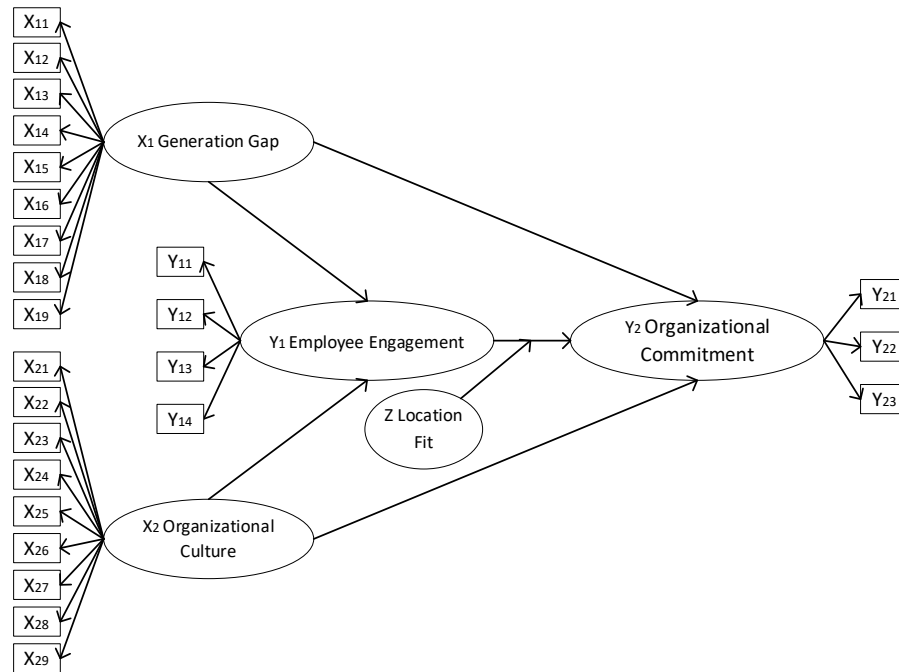 X11
X12
X13
X14
X15
X16
X17
X18
X19
X1 Generation Gap
Y11
Y12
Y13
Y14
Y1 Employee Engagement
Z Location
Fit
Y2 Organizational
Commitment
Y21
Y22
Y23
X21
X22
X23
X24
X25
X26
X27
X28
X29
X2 Organizational
Culture